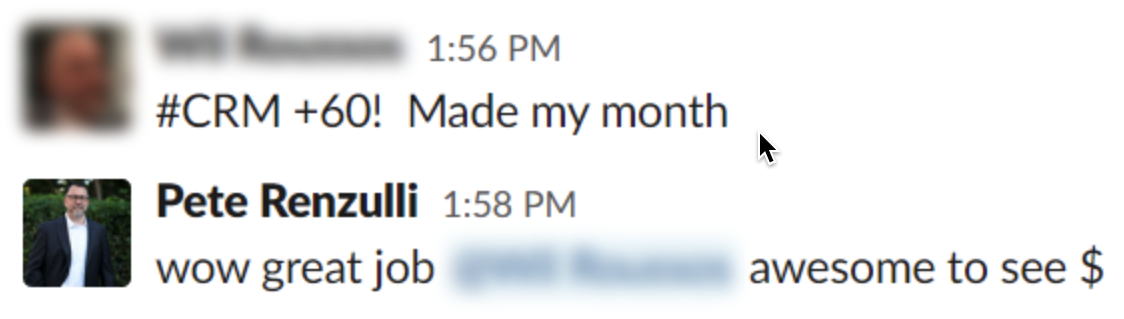 1:56 PM
#CRM +60! Made my month
Pete Renzulli 1:58 PM
wow great job awesome to see $